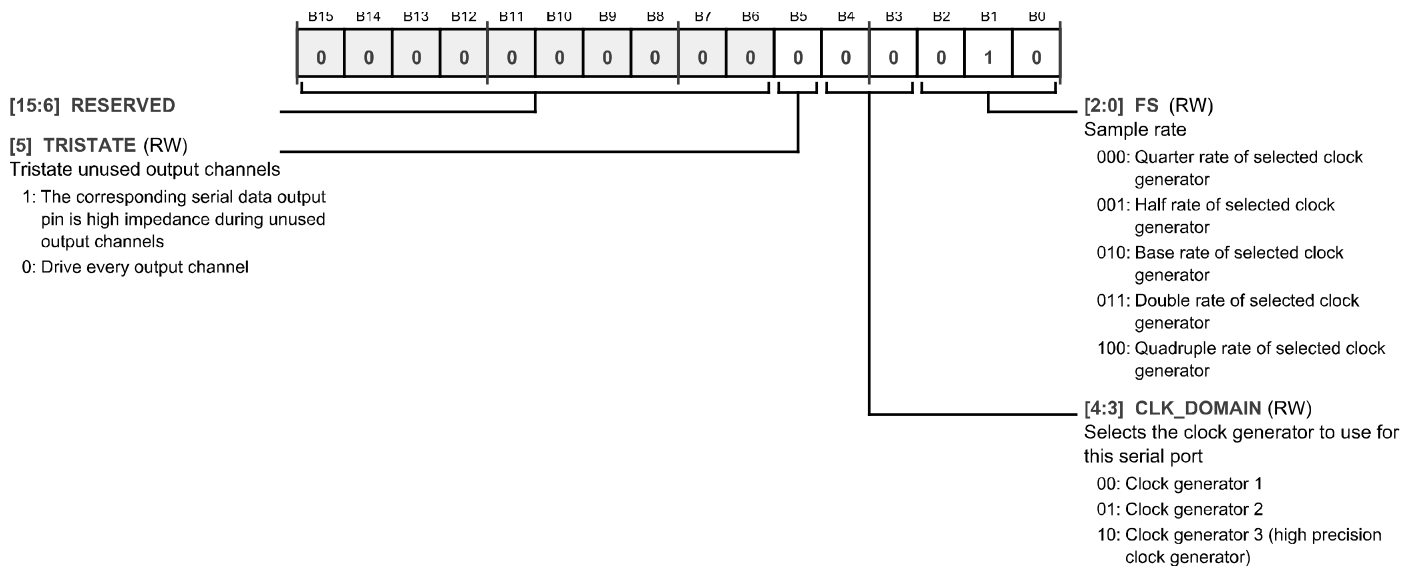 B15 B14 B13 B12 B11 B10 B9 B8 B7 B6 B5 B4 B3 B2 B1 B0
0 0 0 0 0 0 0 0 0 0 0 0 0 0 1 0
[15:6] RESERVED
[5] TRISTATE (RW)
Tristate unused output channels
1: The corresponding serial data output
pin is high impedance during unused
output channels
0: Drive every output channel
[2:0] FS (RW)
Sample rate
000: Quarter rate of selected clock
generator
001: Half rate of selected clock
generator
010: Base rate of selected clock
generator
011: Double rate of selected clock
generator
100: Quadruple rate of selected clock
generator
[4:3] CLK_DOMAIN (RW)
Selects the clock generator to use for
this serial port
00: Clock generator 1
01: Clock generator 2
10: Clock generator 3 (high precision
clock generator)